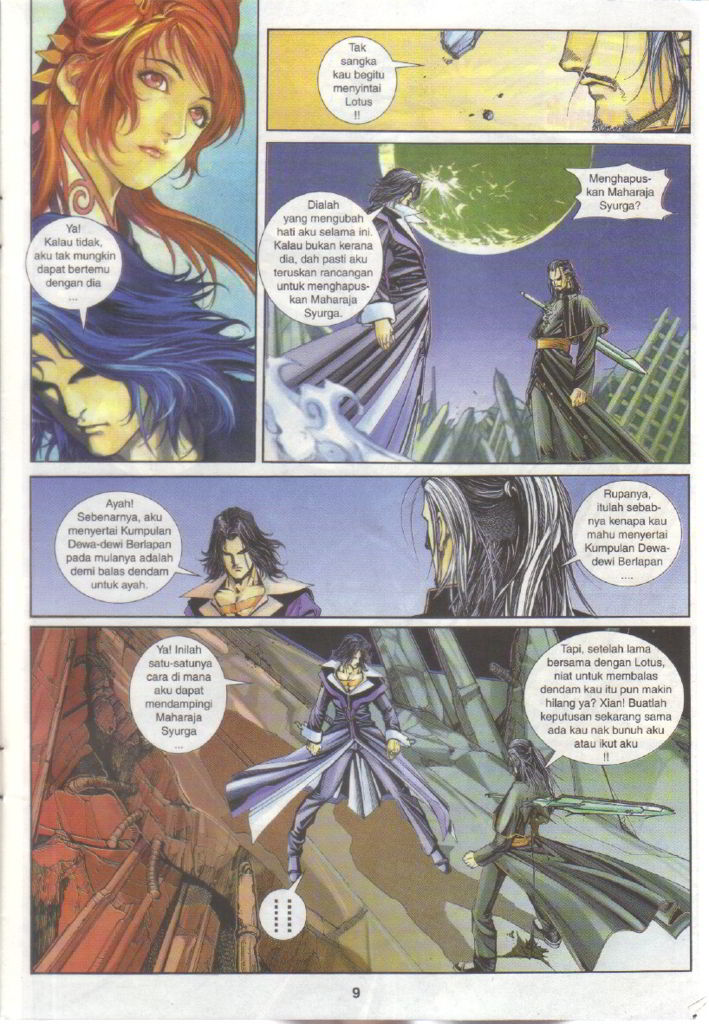 Ya!
Kalau tidak,
aku tak mungkin
dapat bertemu
dengan dia
...
Tak
sangka
kau begitu
menyintai
Lotus
!!
Dialah
yang mengubah
hati aku selama ini.
Kalau bukan kerana
dia, dah pasti aku
teruskan rancangan
untuk menghapus-
kan Maharaja
Syurga.
Menghapus-
kan Maharaja
Syurga?
Ayah!
Sebenarnya, aku
menyertai Kumpulan
Dewa-dewi Berlapan
pada mulanya adalah
demi balas dendam
untuk ayah.
Rupanya,
itulah sebab-
nya kenapa kau
mahu menyertai
Kumpulan Dewa-
dewi Berlapan
....
Ya! Inilah
satu-satunya
cara di mana
aku dapat
mendampingi
Maharaja
Syurga
...
Tapi, setelah lama
bersama dengan Lotus,
niat untuk membalas
dendam kau itu pun makin
hilang ya? Xian! Buatlah
keputusan sekarang sama
ada kau nak bunuh aku
atau ikut aku
!!
9